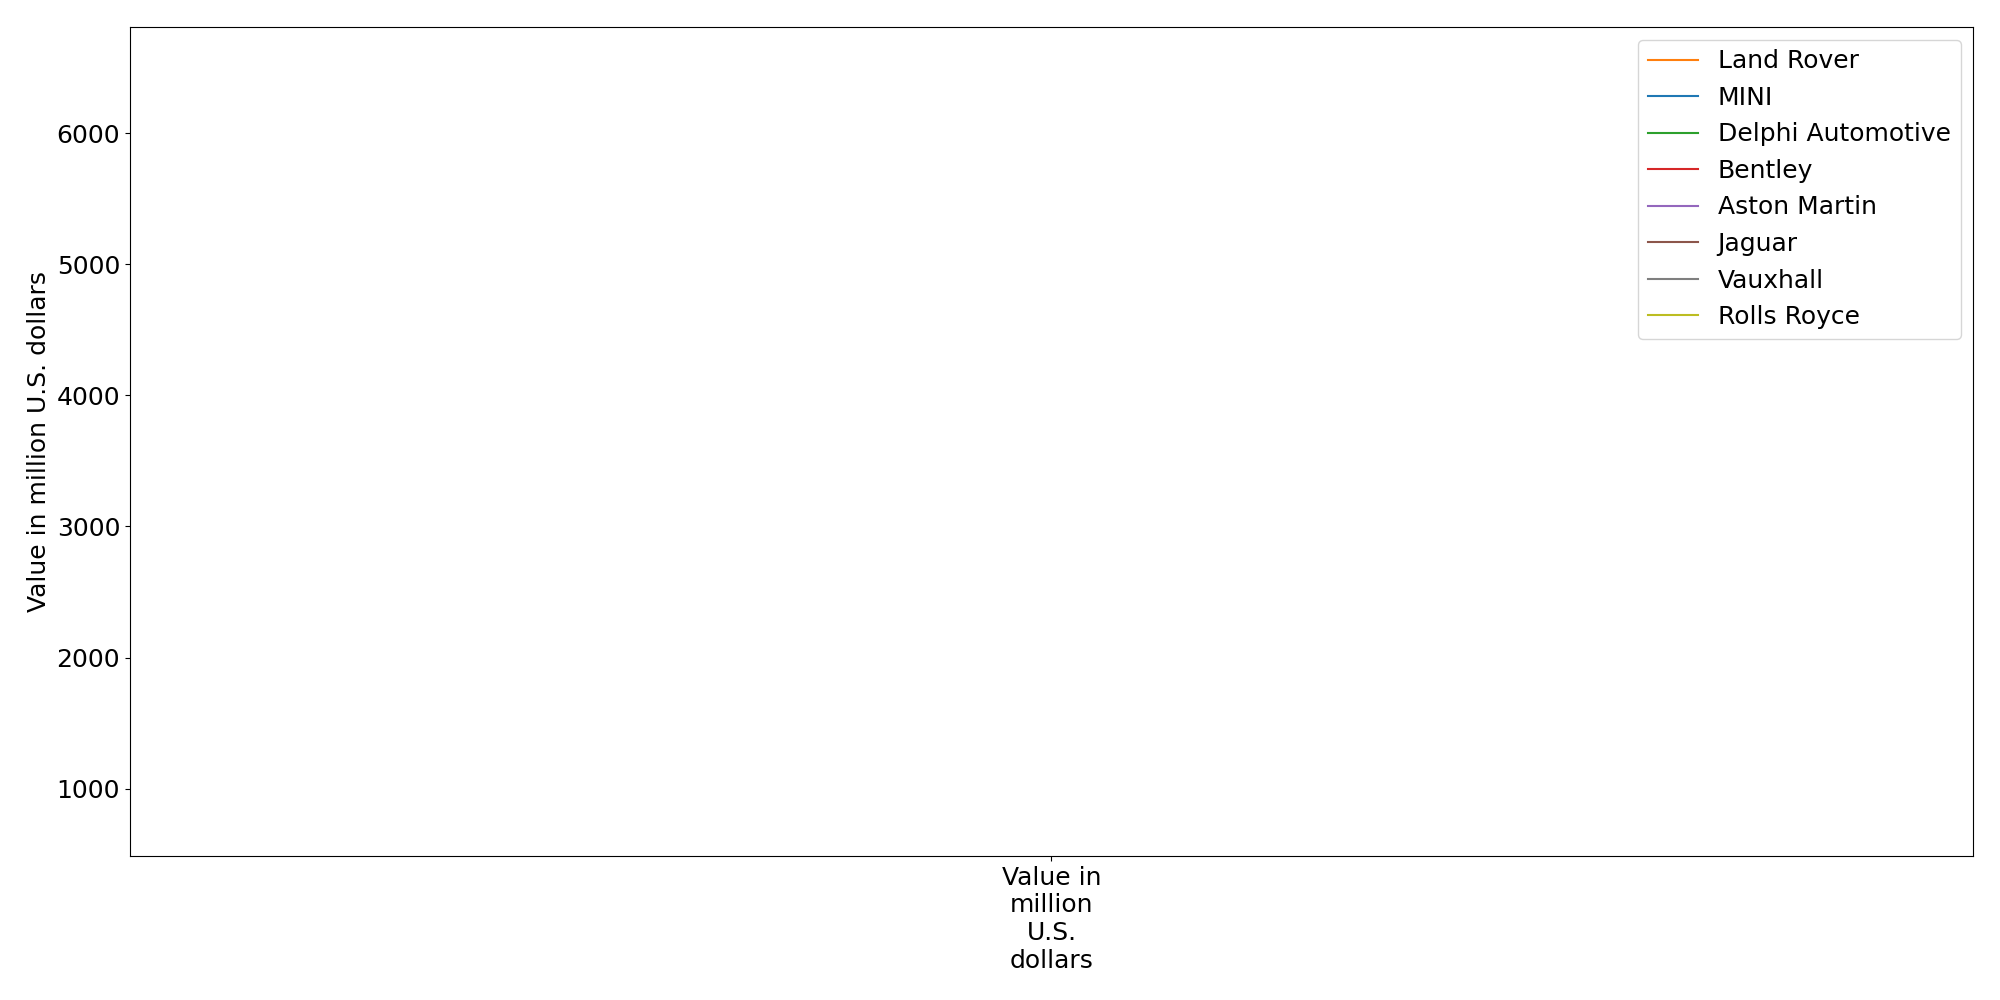 Land Rover
MINI
Delphi Automotive
Bentley
Aston Martin
Jaguar
Vauxhall
Rolls Royce
Value in million U.S. dollars
6000
5000
4000
3000
2000
1000
Value in
million
U.S.
dollars